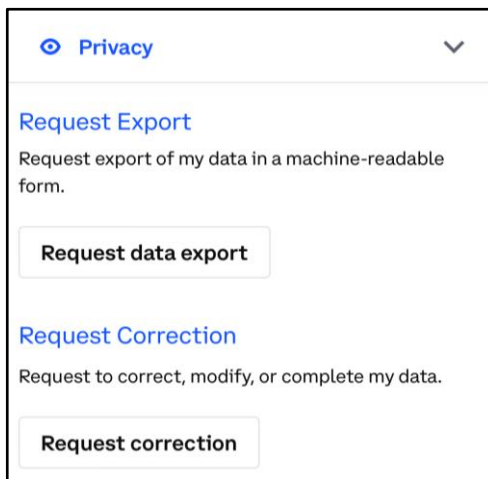 Privacy
Request Export
Request export of my data in a machine-readable
form.
Request data export
Request Correction
Request to correct, modify, or complete my data.
Request correction